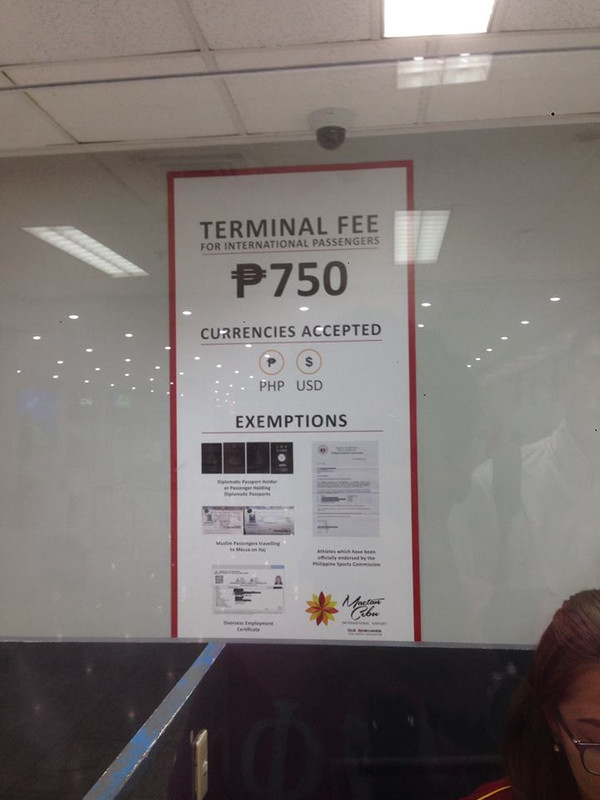 TERMINAL FEE
FOR INTERNATIONAL PASSENGERS
₱750
CURRENCIES ACCEPTED
₱ $
PHP USD
EXEMPTIONS
Diplomatic Passport Holder
or Passenger Holding
Diplomatic Passports
Muslim Passengers travelling
to Mecca on Haj
Athletes which have been
officially endorsed by the
Philippine Sports Commission
Overseas Employment
Certificate
Mactan
Cebu
INTERNATIONAL AIRPORT